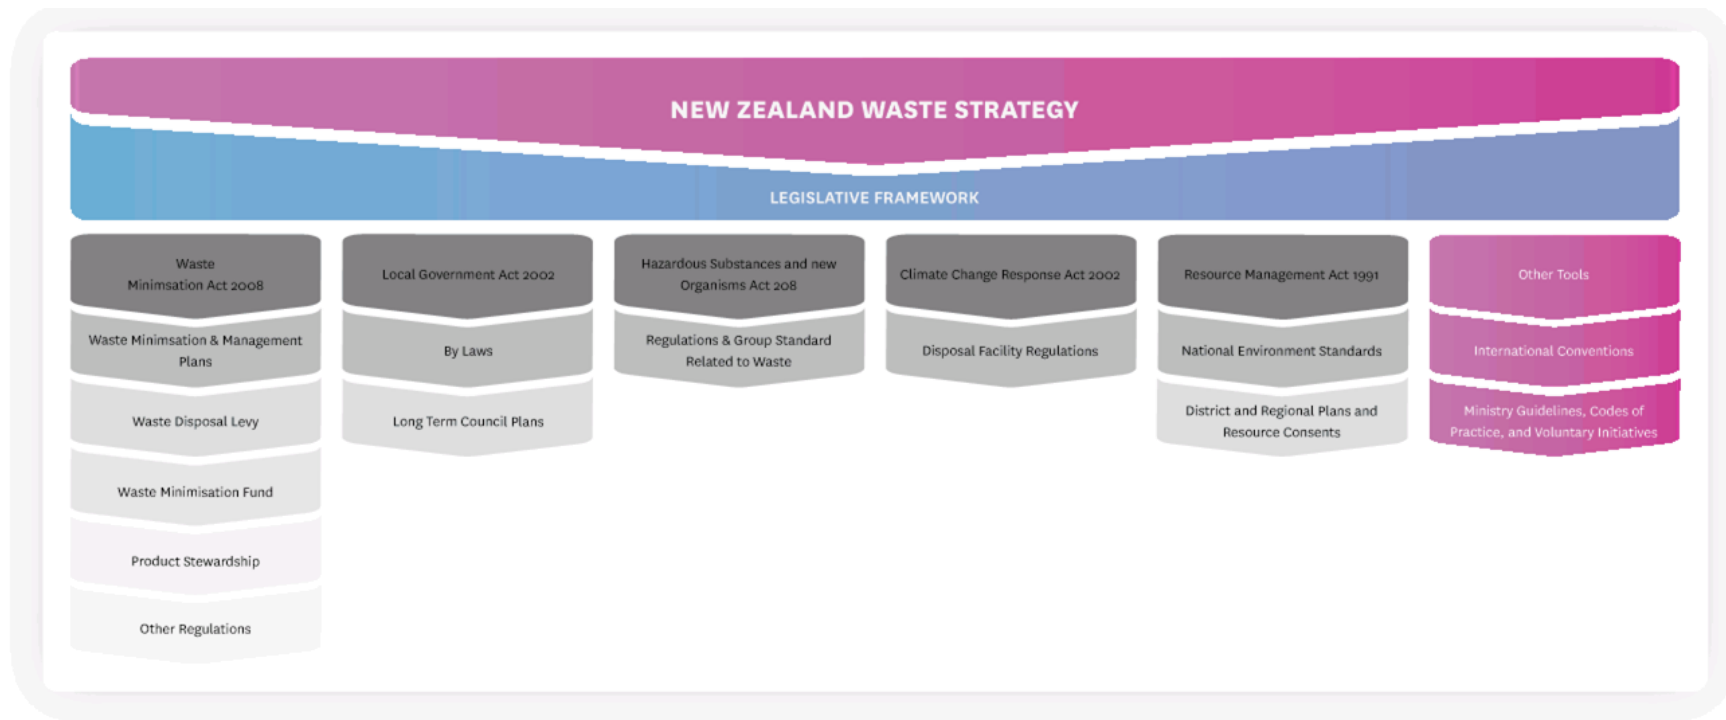 NEW ZEALAND WASTE STRATEGY
LEGISLATIVE FRAMEWORK
Waste
Minimsation Act 2008
Waste Minimsation & Management
Plans
Waste Disposal Levy
Waste Minimisation Fund
Product Stewardship
Other Regulations
Local Government Act 2002
By Laws
Long Term Council Plans
Hazardous Substances and new
Organisms Act 208
Regulations & Group Standard
Related to Waste
Climate Change Response Act 2002
Disposal Facility Regulations
Resource Management Act 1991
National Environment Standards
District and Regional Plans and
Resource Consents
Other Tools
International Conventions
Ministry Guidelines, Codes of
Practice, and Voluntary Initiatives